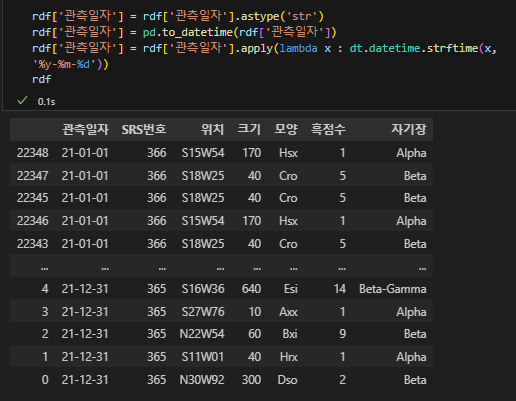 rdf['관측일자'] = rdf['관측일자'].astype('str')
rdf['관측일자'] = pd.to_datetime(rdf['관측일자'])
rdf['관측일자'] = rdf['관측일자'].apply(lambda x : dt.datetime.strftime(x,
'%y-%m-%d'))
rdf
0.1s
관측일자 SRS번호 위치 크기 모양 흑점수 자기장
22348 21-01-01 366 S15W54 170 Hsx 1 Alpha
22347 21-01-01 366 S18W25 40 Cro 5 Beta
22345 21-01-01 366 S18W25 40 Cro 5 Beta
22346 21-01-01 366 S15W54 170 Hsx 1 Alpha
22343 21-01-01 366 S18W25 40 Cro 5 Beta
... ... ... ... ... ... ... ...
4 21-12-31 365 S16W36 640 Esi 14 Beta-Gamma
3 21-12-31 365 S27W76 10 Axx 1 Alpha
2 21-12-31 365 N22W54 60 Bxi 9 Beta
1 21-12-31 365 S11W01 40 Hrx 1 Alpha
0 21-12-31 365 N30W92 300 Dso 2 Beta